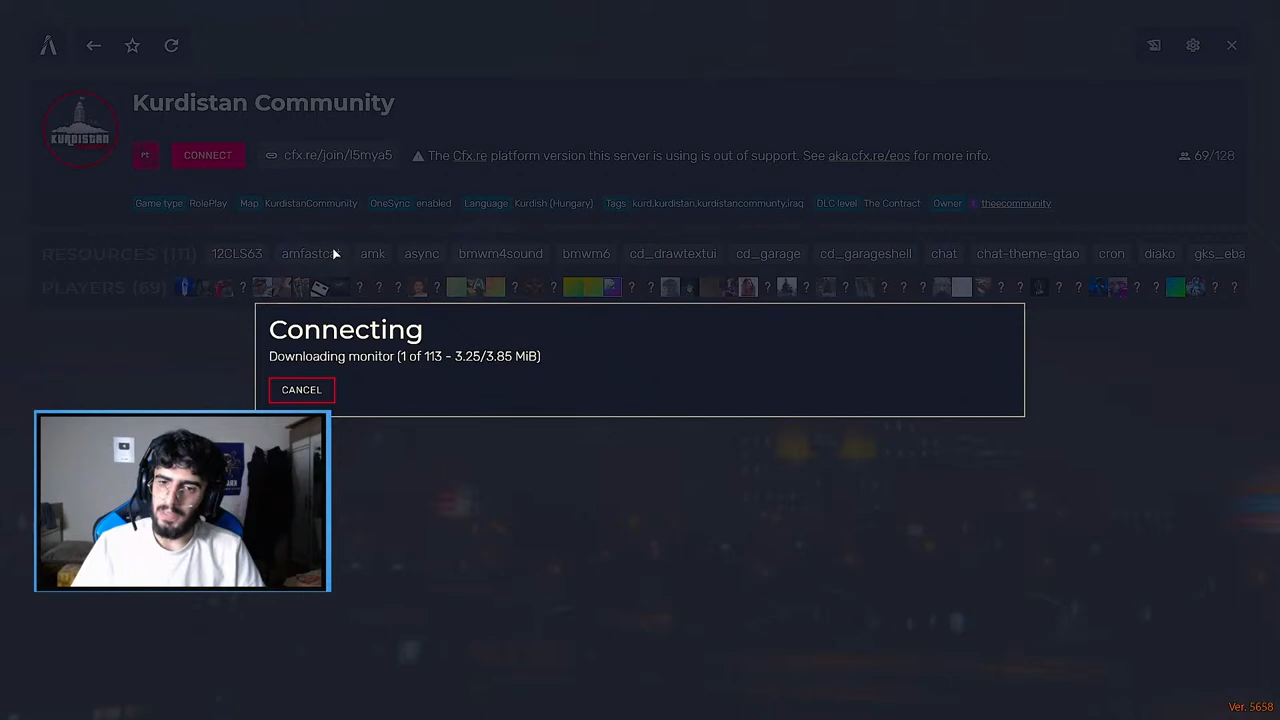 Kurdistan Community
KURDISTAN
Pt
CONNECT
cfx.re/join/l5mya5
The Cfx.re platform version this server is using is out of support. See aka.cfx.re/eos for more info.
69/128
Game type RolePlay Map KurdistanCommunity OneSync enabled Language Kurdish (Hungary) Tags kurd,kurdistan,kurdistancommunty,iraq DLC level The Contract Owner theecommunity
RESOURCES (111) 12CLS63 amk async bmwm4sound bmwm6 cd_drawtextui cd_garage cd_garageshell chat chat-theme-gtao cron diako gks_eba
PLAYERS (69)
Connecting
Downloading monitor (1 of 113 - 3.25/3.85 MiB)
CANCEL
Ver. 5658